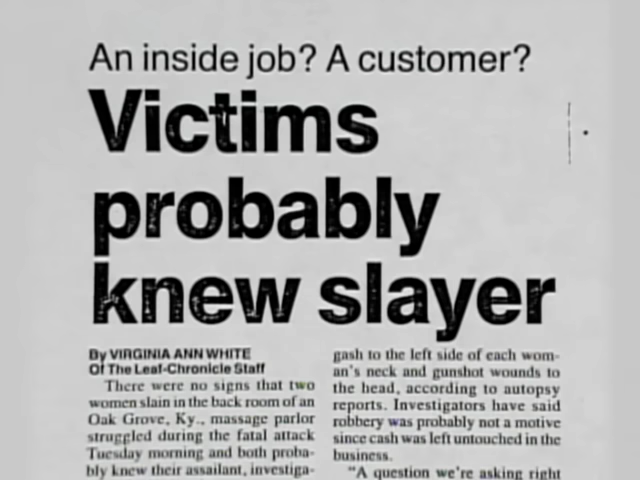 An inside job? A customer?
Victims
probably
knew slayer
By VIRGINIA ANN WHITE
Of The Leaf-Chronicle Staff
There were no signs that two
women slain in the back room of an
Oak Grove, Ky., massage parlor
struggled during the fatal attack
Tuesday morning and both proba-
bly knew their assailant, investiga-
gash to the left side of each wom-
an's neck and gunshot wounds to
the head, according to autopsy
reports. Investigators have said
robbery was probably not a motive
since cash was left untouched in the
business.
"A question we're asking right